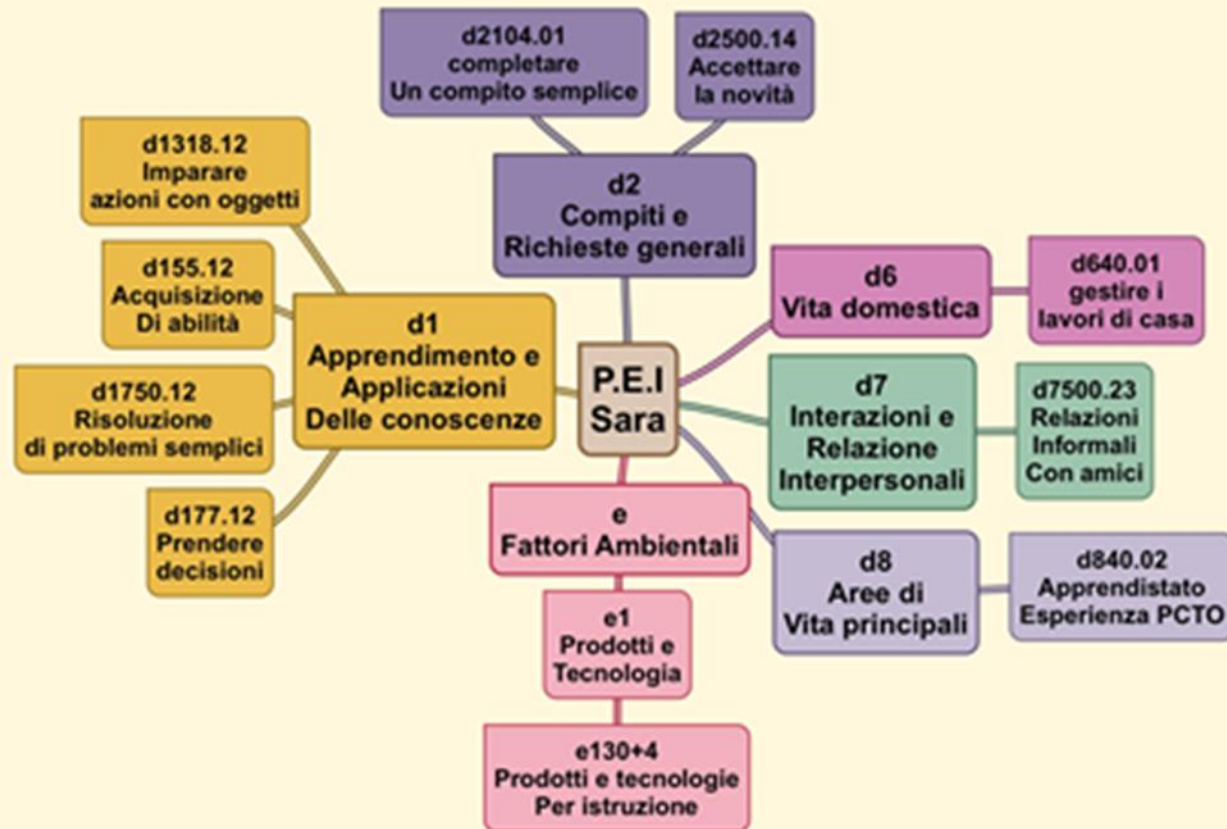 d2104.01
completare
Un compito semplice
d2500.14
Accettare
la novità
d2
Compiti e
Richieste generali
d1318.12
Imparare
azioni con oggetti
d155.12
Acquisizione
Di abilità
d1750.12
Risoluzione
di problemi semplici
d177.12
Prendere
decisioni
d1
Apprendimento e
Applicazioni
Delle conoscenze
P.E.I
Sara
d6
Vita domestica
d640.01
gestire i
lavori di casa
d7
Interazioni e
Relazione
Interpersonali
d7500.23
Relazioni
Informali
Con amici
d8
Aree di
Vita principali
d840.02
Apprendistato
Esperienza PCTO
e
Fattori Ambientali
e1
Prodotti e
Tecnologia
e130+4
Prodotti e tecnologie
Per istruzione